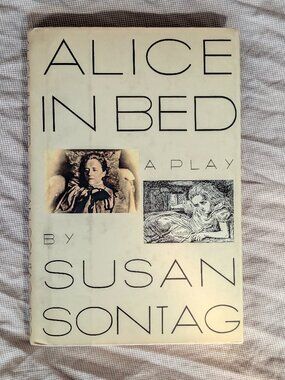 ALICE
IN BED
A PLAY
BY
SUSAN
SONTAG